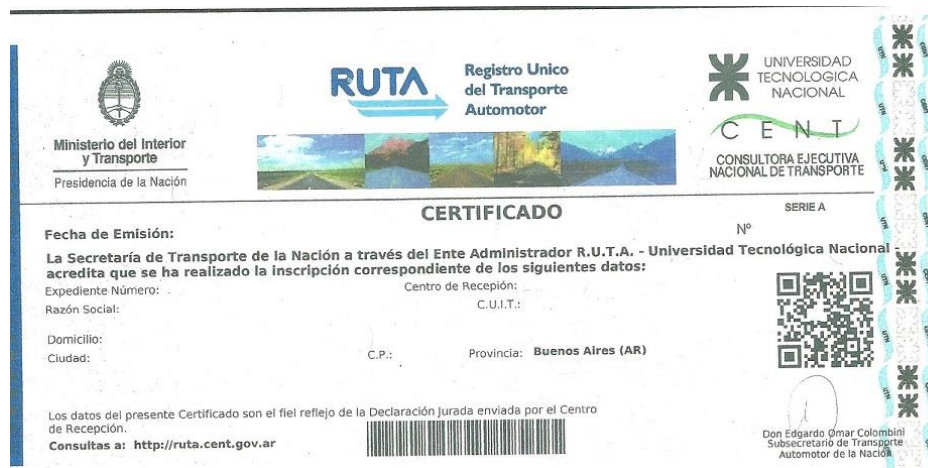 Ministerio del Interior
y Transporte
Presidencia de la Nación
RUTA
Registro Unico
del Transporte
Automotor
UNIVERSIDAD
TECNOLOGICA
NACIONAL
CENT
CONSULTORA EJECUTIVA
NACIONAL DE TRANSPORTE
CERTIFICADO
SERIE A
Fecha de Emisión:
Nº
La Secretaría de Transporte de la Nación a través del Ente Administrador R.U.T.A. - Universidad Tecnológica Nacional -
acredita que se ha realizado la inscripción correspondiente de los siguientes datos:
Expediente Número:
Centro de Recepión:
Razón Social:
C.U.I.T.:
Domicilio:
Ciudad:
C.P.:
Provincia: Buenos Aires (AR)
Los datos del presente Certificado son el fiel reflejo de la Declaración Jurada enviada por el Centro
de Recepción.
Consultas a: http://ruta.cent.gov.ar
Don Edgardo Omar Colombini
Subsecretario de Transporte
Automotor de la Nación